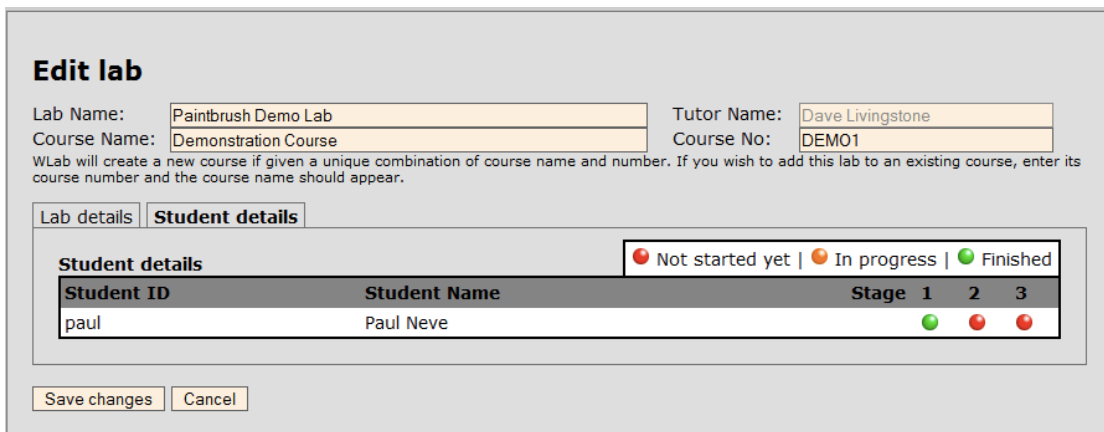 Edit lab
Lab Name: Paintbrush Demo Lab Tutor Name: Dave Livingstone
Course Name: Demonstration Course Course No: DEMO1
WLab will create a new course if given a unique combination of course name and number. If you wish to add this lab to an existing course, enter its
course number and the course name should appear.
Lab details Student details
Not started yet | In progress | Finished
Student details
Student ID Student Name Stage 1 2 3
paul Paul Neve
Save changes Cancel